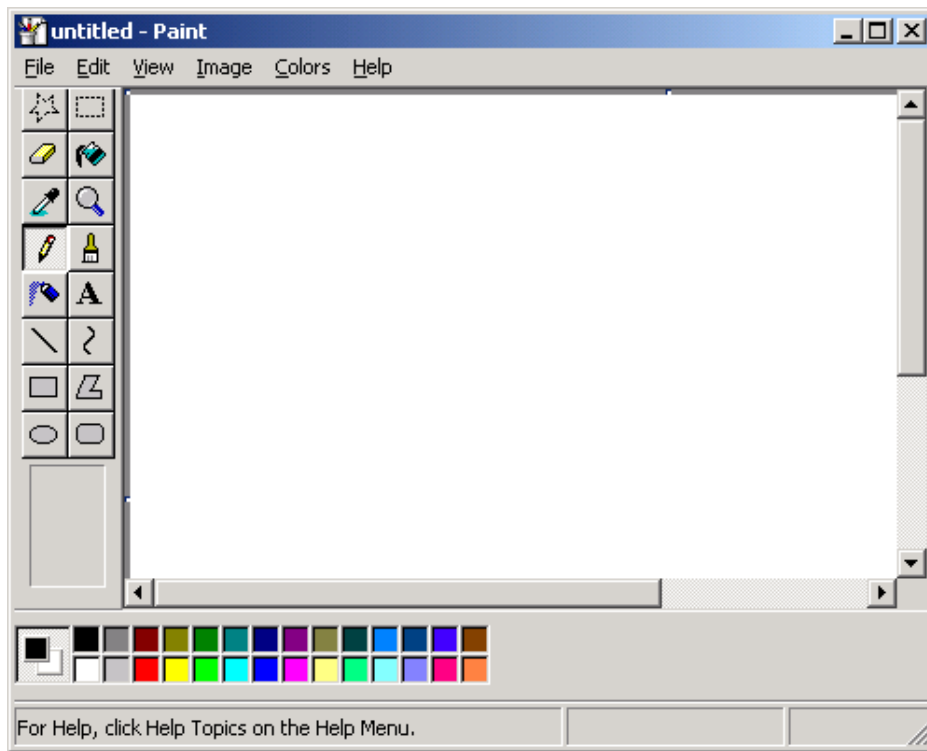 untitled - Paint
File Edit View Image Colors Help
A
For Help, click Help Topics on the Help Menu.